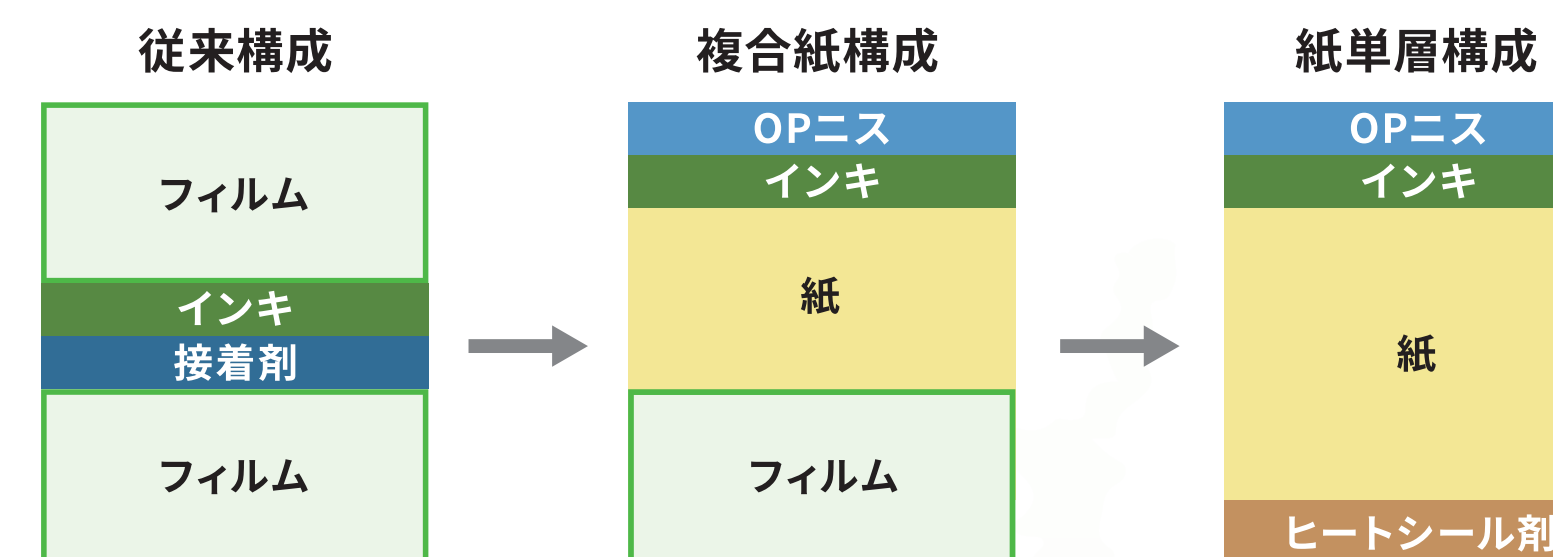 従来構成
フィルム
インキ
接着剤
フィルム
複合紙構成
OPニス
インキ
紙
フィルム
紙単層構成
OPニス
インキ
紙
ヒートシール剤